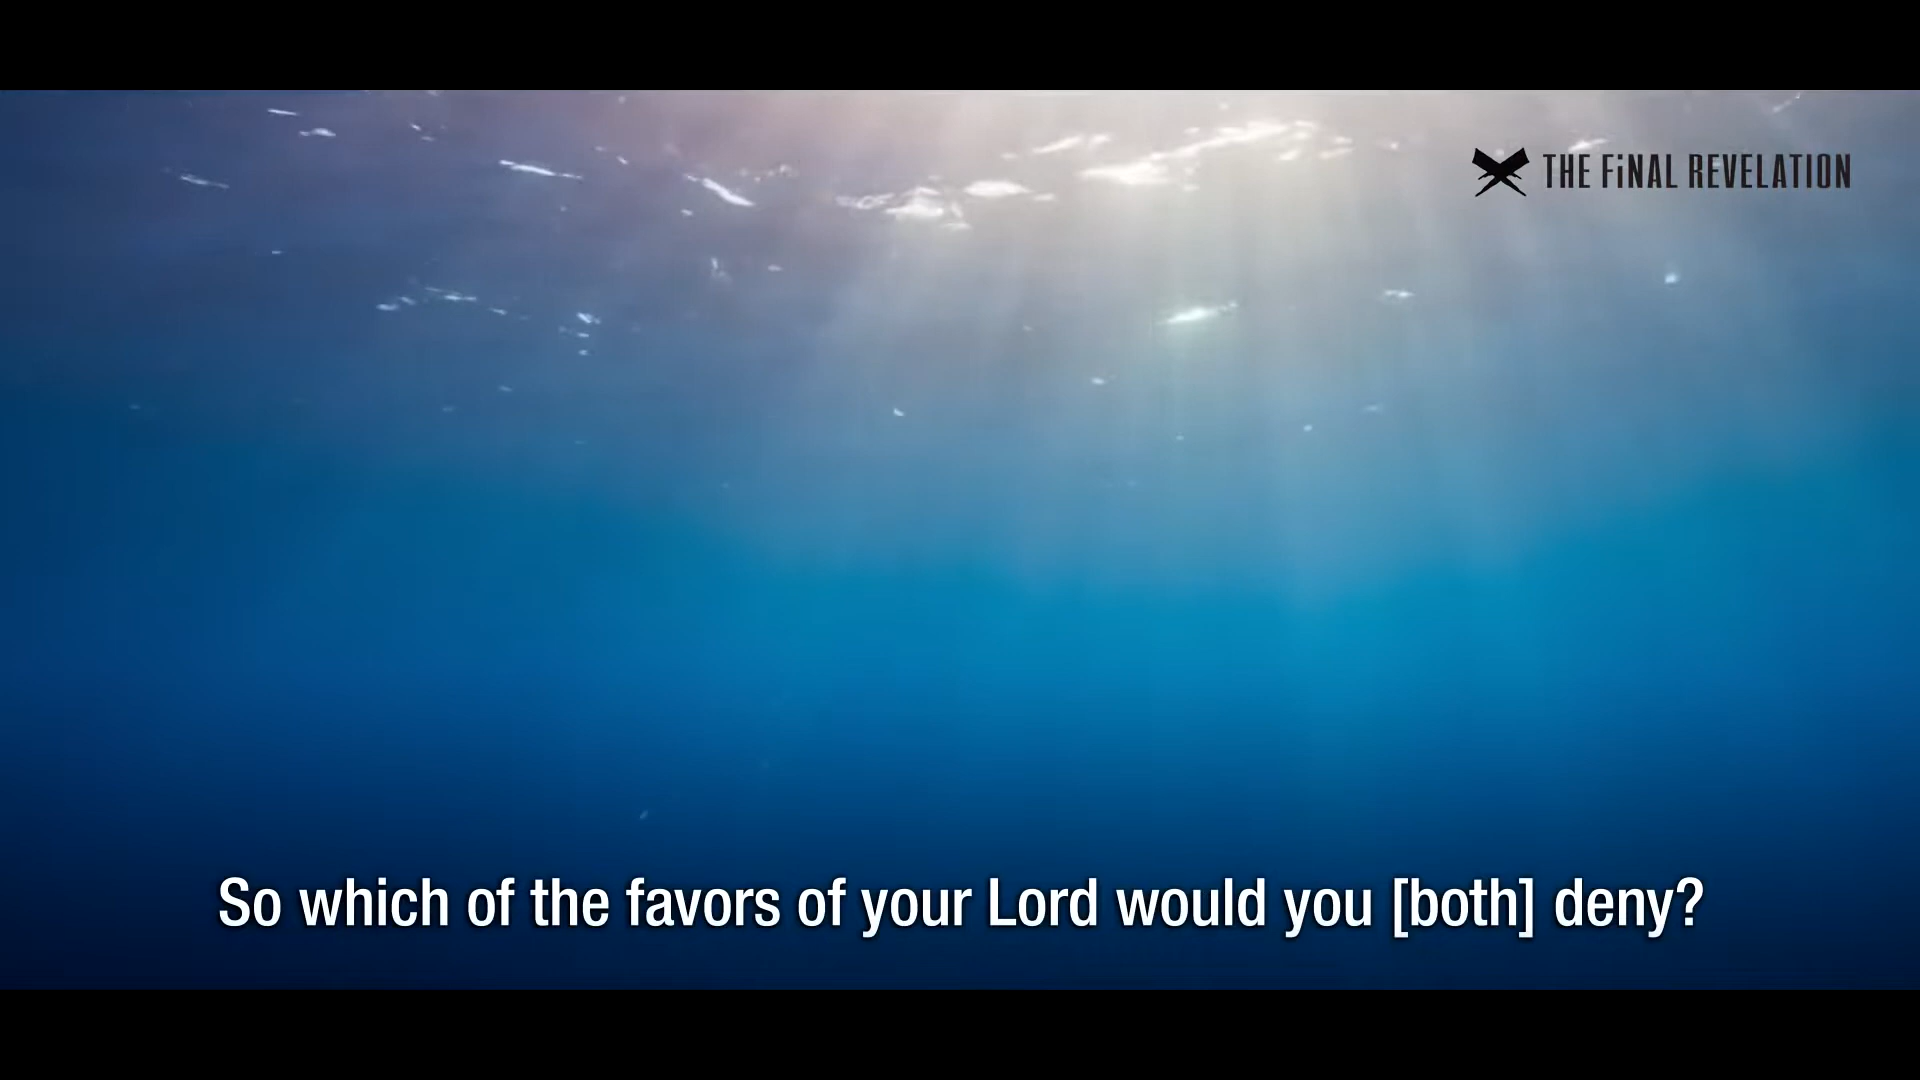 THE FiNAL REVELATION
So which of the favors of your Lord would you [both] deny?